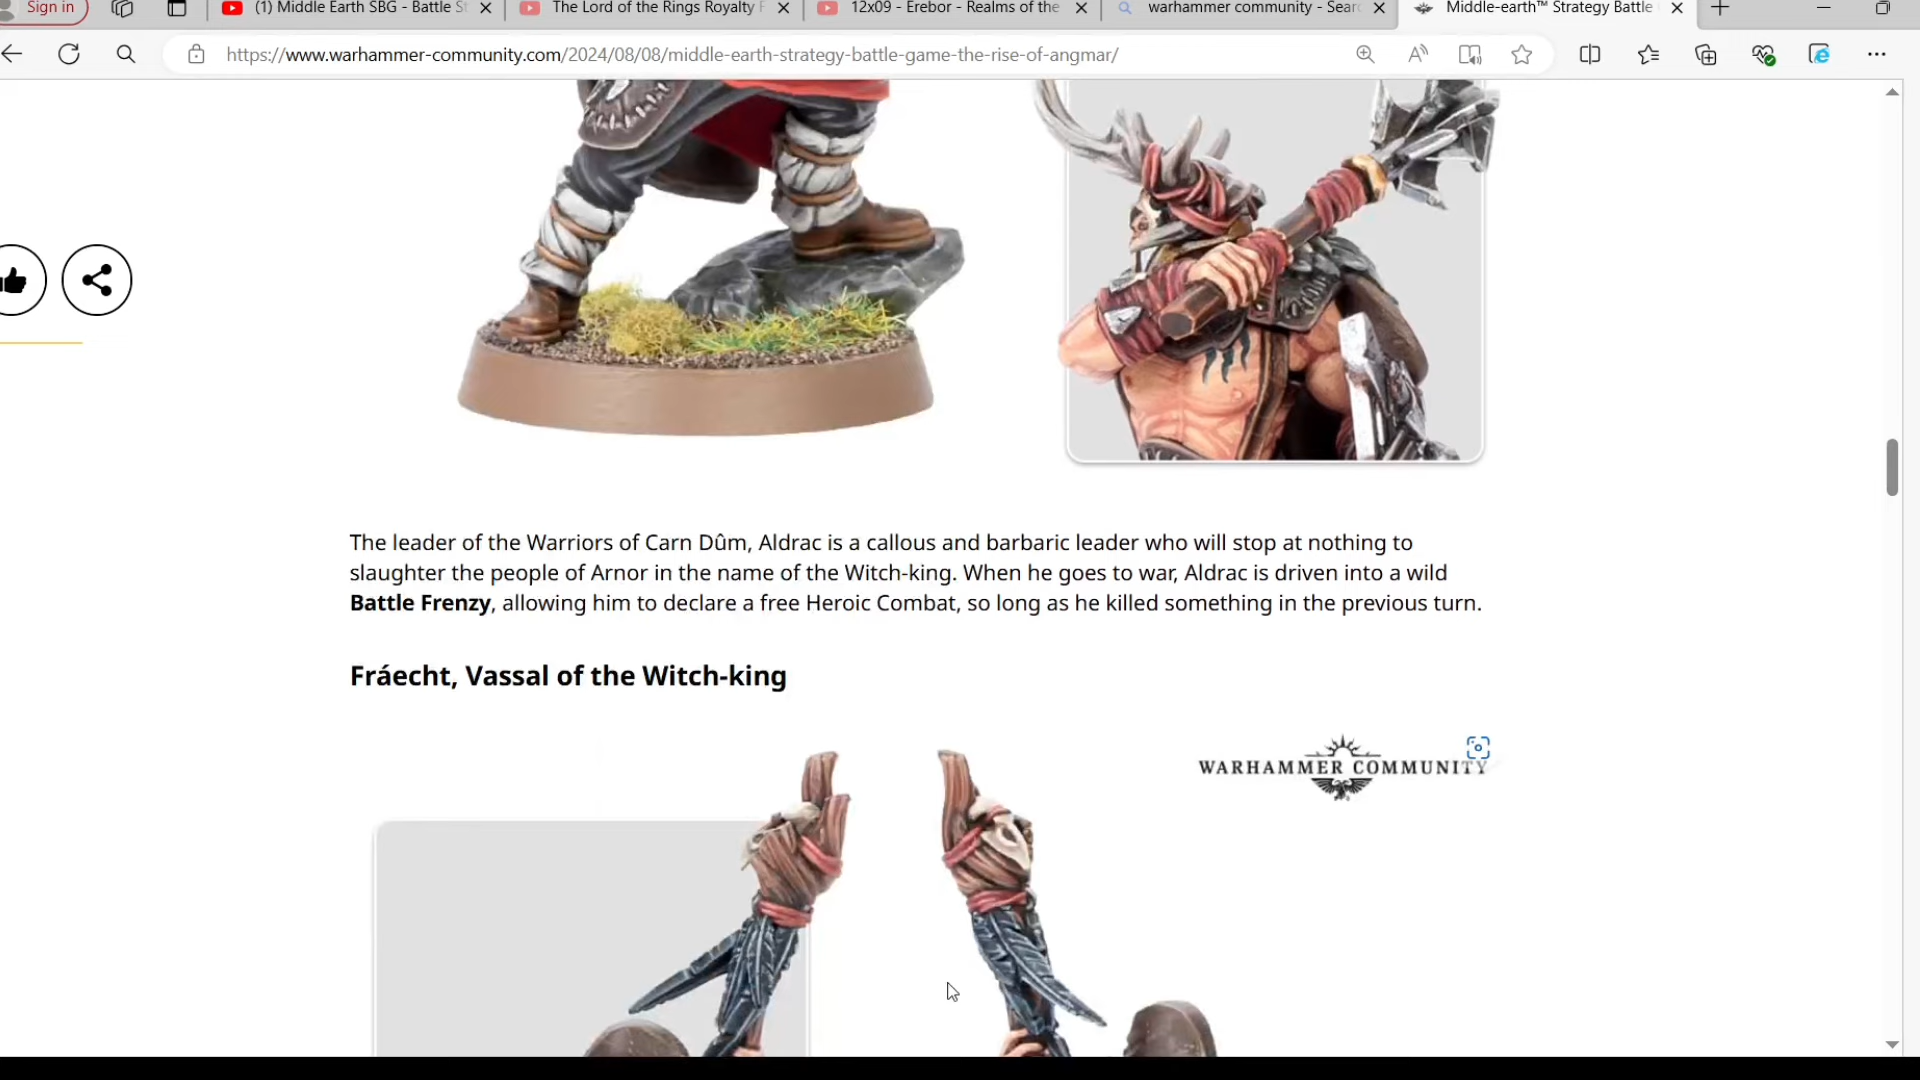 Sign in
(1) Middle Earth SBG - Battle St
The Lord of the Rings Royalty F
12x09 - Erebor - Realms of the
warhammer community - Sear
Middle-earth™ Strategy Battle
https://www.warhammer-community.com/2024/08/08/middle-earth-strategy-battle-game-the-rise-of-angmar/
The leader of the Warriors of Carn Dûm, Aldrac is a callous and barbaric leader who will stop at nothing to
slaughter the people of Arnor in the name of the Witch-king. When he goes to war, Aldrac is driven into a wild
Battle Frenzy, allowing him to declare a free Heroic Combat, so long as he killed something in the previous turn.
Fráecht, Vassal of the Witch-king
WARHAMMER COMMUNITY